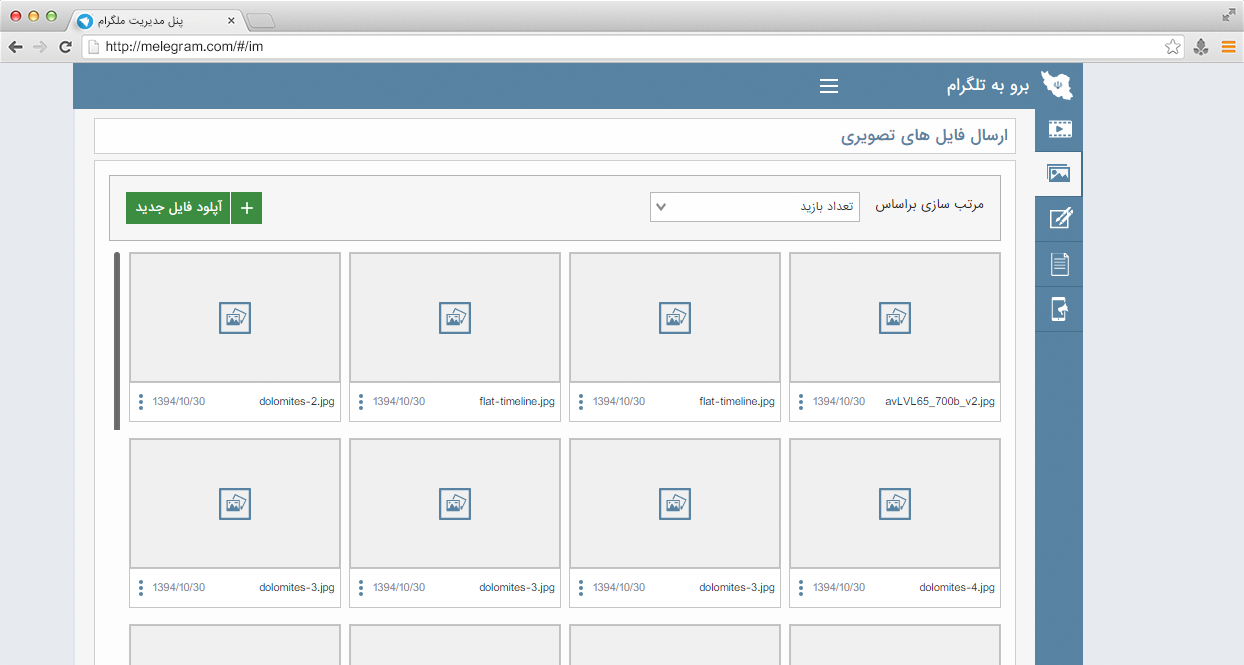 پنل مدیریت ملگرام
http://melegram.com/#/im
برو به تلگرام
ارسال فایل های تصویری
مرتب سازی براساس
تعداد بازید
+ آپلود فایل جدید
avLVL65_700b_v2.jpg 1394/10/30
flat-timeline.jpg 1394/10/30
flat-timeline.jpg 1394/10/30
dolomites-2.jpg 1394/10/30
dolomites-4.jpg 1394/10/30
dolomites-3.jpg 1394/10/30
dolomites-3.jpg 1394/10/30
dolomites-3.jpg 1394/10/30